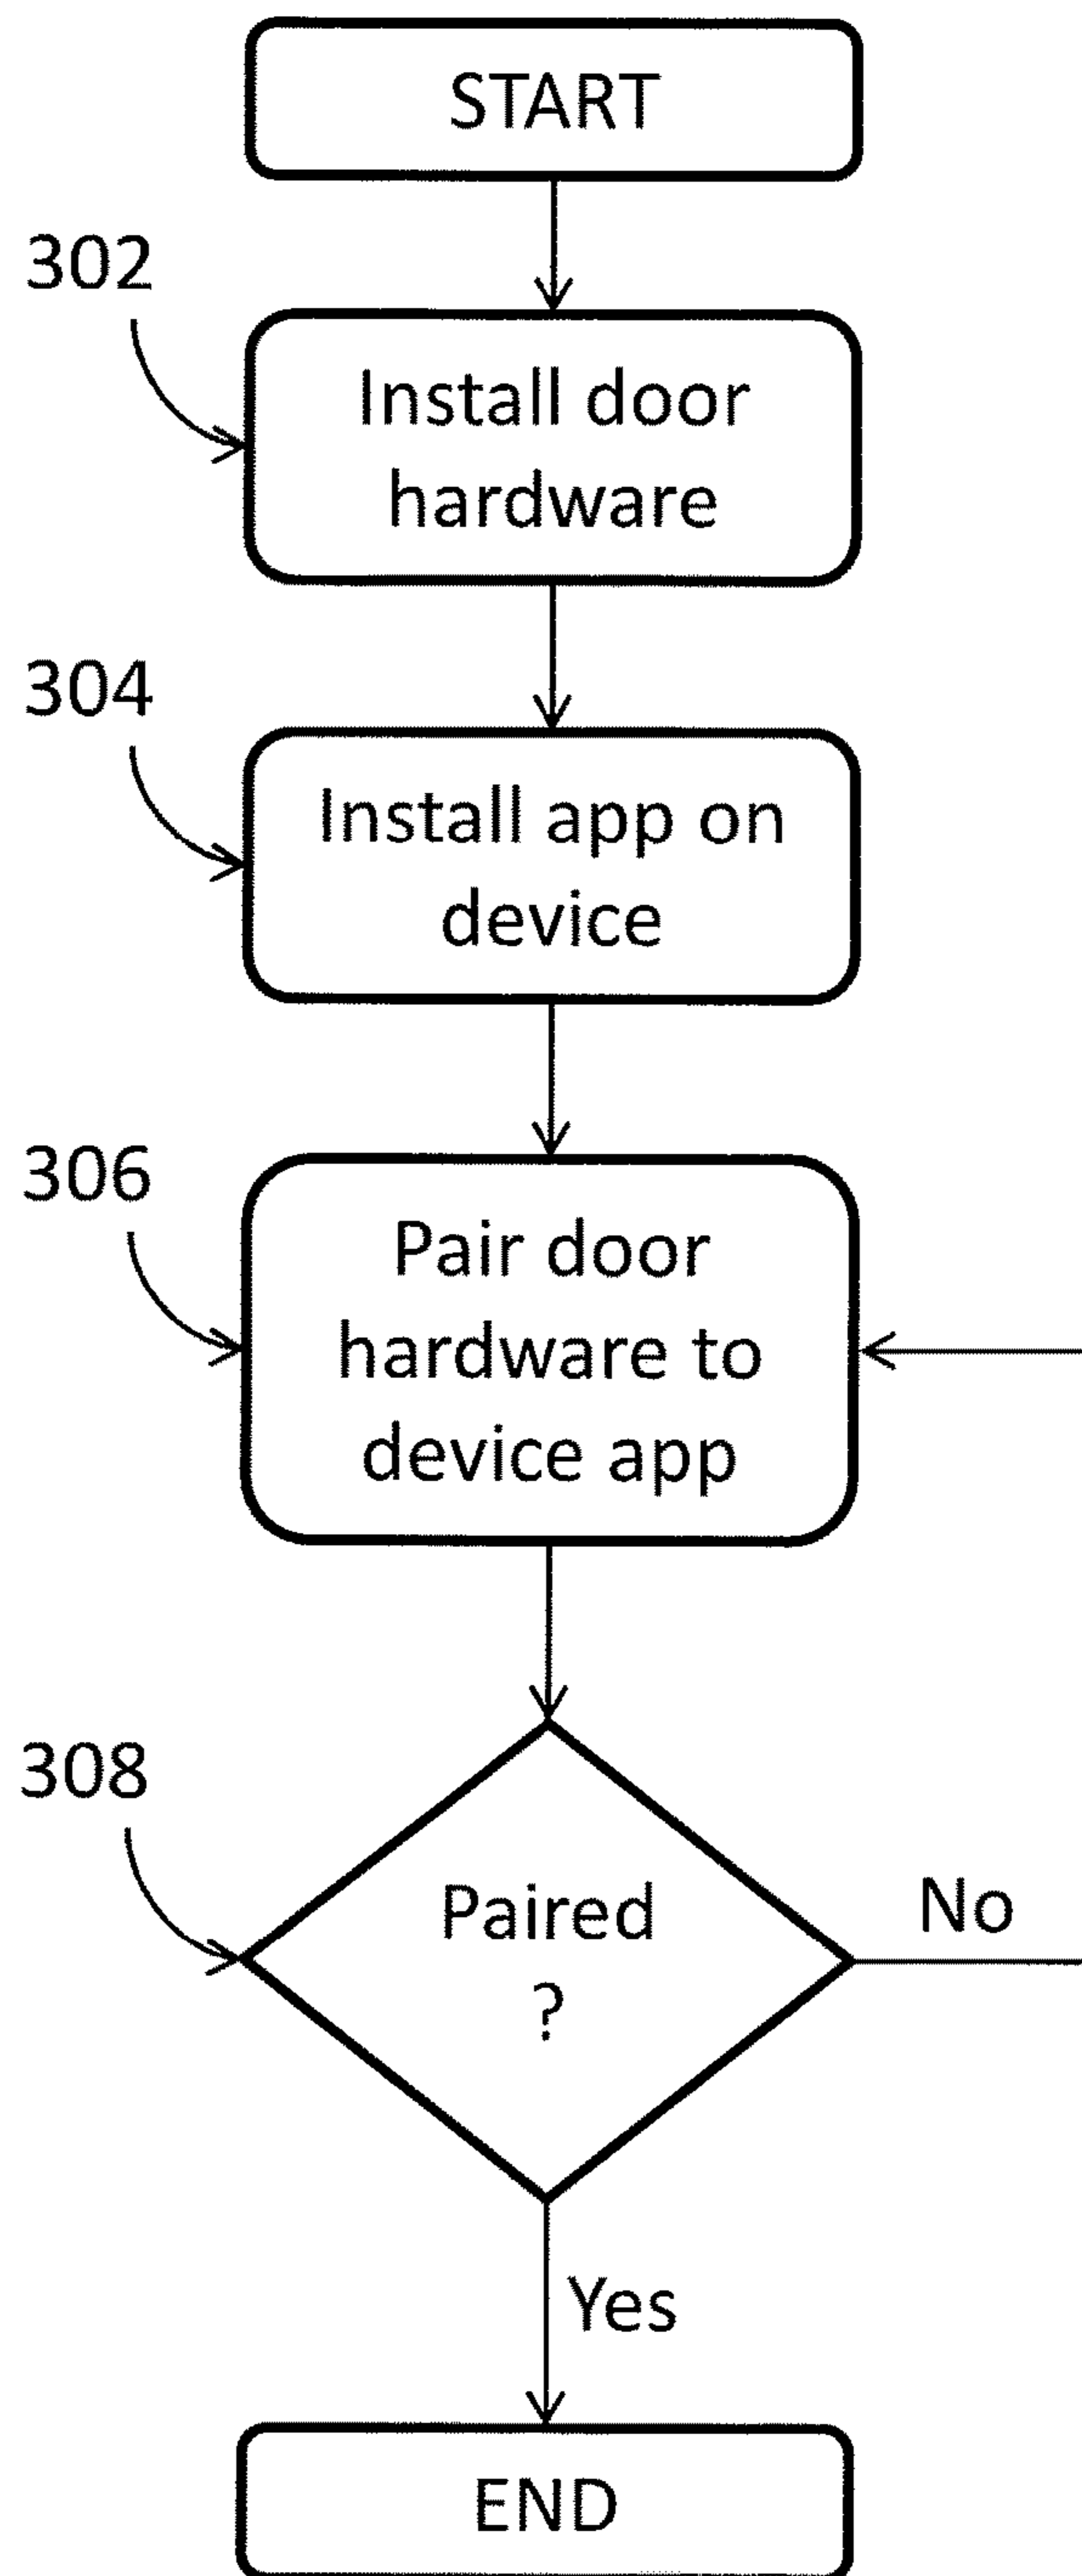 START
302
Install door
hardware
304
Install app on
device
306
Pair door
hardware to
device app
308
Paired
?
No
Yes
END